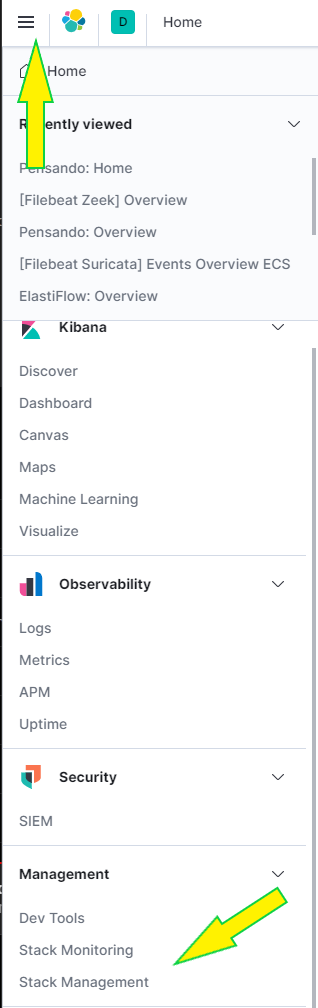 D Home
Home
Recently viewed
Pensando: Home
[Filebeat Zeek] Overview
Pensando: Overview
[Filebeat Suricata] Events Overview ECS
ElastiFlow: Overview
Kibana
Discover
Dashboard
Canvas
Maps
Machine Learning
Visualize
Observability
Logs
Metrics
APM
Uptime
Security
SIEM
Management
Dev Tools
Stack Monitoring
Stack Management